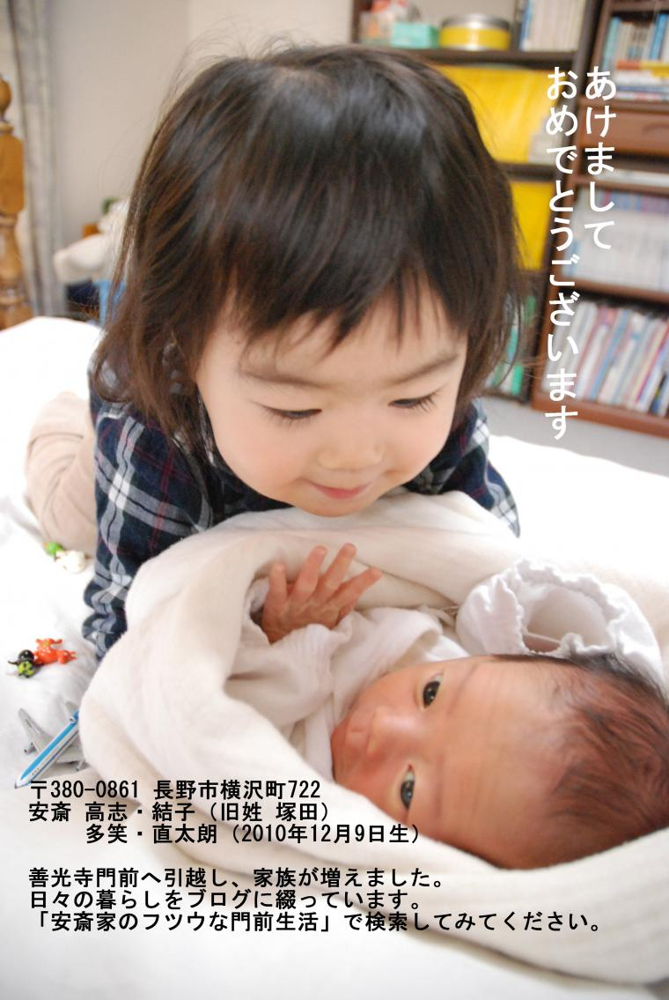 あけまして
おめでとうございます
〒380-0861 長野市横沢町722
安斎 高志・結子（旧姓 塚田）
多笑・直太朗（2010年12月9日生）
善光寺門前へ引越し、家族が増えました。
日々の暮らしをブログに綴っています。
「安斎家のフツウな門前生活」で検索してみてください。